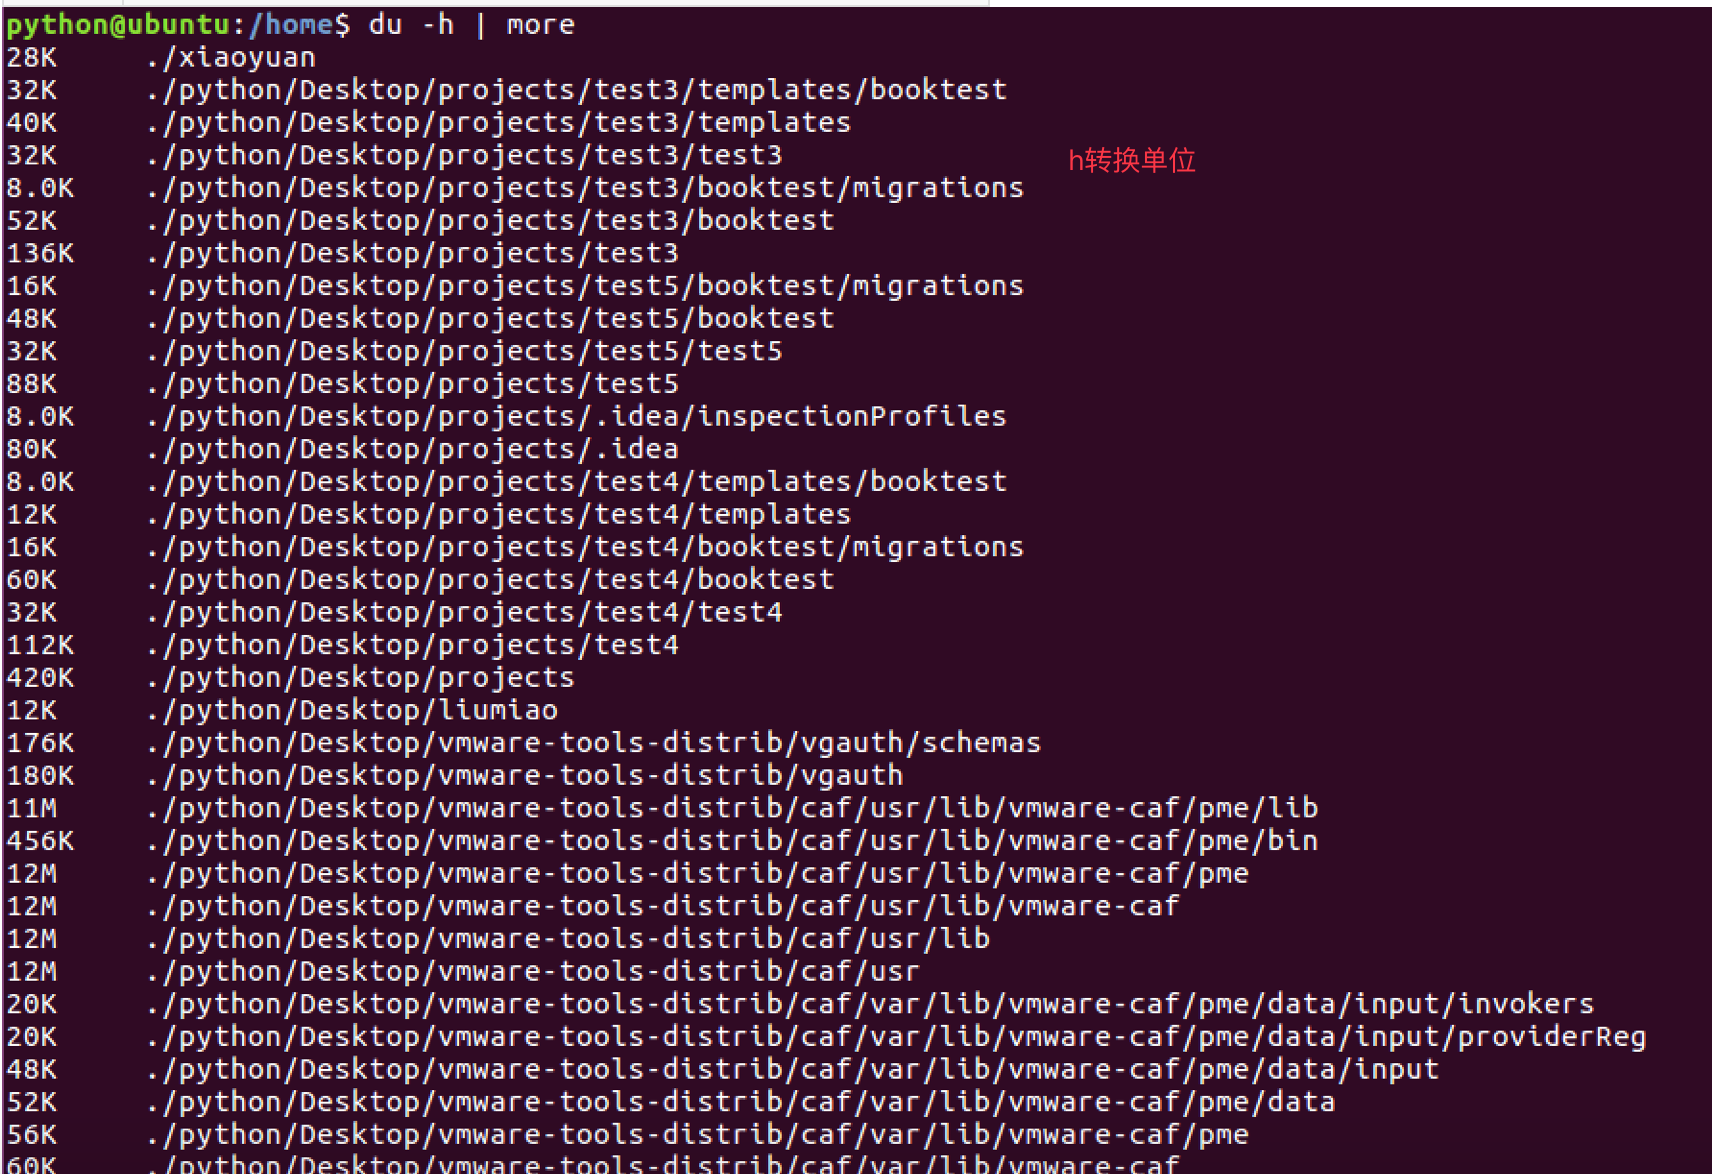 python@ubuntu:/home$ du -h | more
28K ./xiaoyuan
32K ./python/Desktop/projects/test3/templates/booktest
40K ./python/Desktop/projects/test3/templates
32K ./python/Desktop/projects/test3/test3
h转换单位
8.0K ./python/Desktop/projects/test3/booktest/migrations
52K ./python/Desktop/projects/test3/booktest
136K ./python/Desktop/projects/test3
16K ./python/Desktop/projects/test5/booktest/migrations
48K ./python/Desktop/projects/test5/booktest
32K ./python/Desktop/projects/test5/test5
88K ./python/Desktop/projects/test5
8.0K ./python/Desktop/projects/.idea/inspectionProfiles
80K ./python/Desktop/projects/.idea
8.0K ./python/Desktop/projects/test4/templates/booktest
12K ./python/Desktop/projects/test4/templates
16K ./python/Desktop/projects/test4/booktest/migrations
60K ./python/Desktop/projects/test4/booktest
32K ./python/Desktop/projects/test4/test4
112K ./python/Desktop/projects/test4
420K ./python/Desktop/projects
12K ./python/Desktop/liumiao
176K ./python/Desktop/vmware-tools-distrib/vgauth/schemas
180K ./python/Desktop/vmware-tools-distrib/vgauth
11M ./python/Desktop/vmware-tools-distrib/caf/usr/lib/vmware-caf/pme/lib
456K ./python/Desktop/vmware-tools-distrib/caf/usr/lib/vmware-caf/pme/bin
12M ./python/Desktop/vmware-tools-distrib/caf/usr/lib/vmware-caf/pme
12M ./python/Desktop/vmware-tools-distrib/caf/usr/lib/vmware-caf
12M ./python/Desktop/vmware-tools-distrib/caf/usr/lib
12M ./python/Desktop/vmware-tools-distrib/caf/usr
20K ./python/Desktop/vmware-tools-distrib/caf/var/lib/vmware-caf/pme/data/input/invokers
20K ./python/Desktop/vmware-tools-distrib/caf/var/lib/vmware-caf/pme/data/input/providerReg
48K ./python/Desktop/vmware-tools-distrib/caf/var/lib/vmware-caf/pme/data/input
52K ./python/Desktop/vmware-tools-distrib/caf/var/lib/vmware-caf/pme/data
56K ./python/Desktop/vmware-tools-distrib/caf/var/lib/vmware-caf/pme
60K ./python/Desktop/vmware-tools-distrib/caf/var/lib/vmware-caf